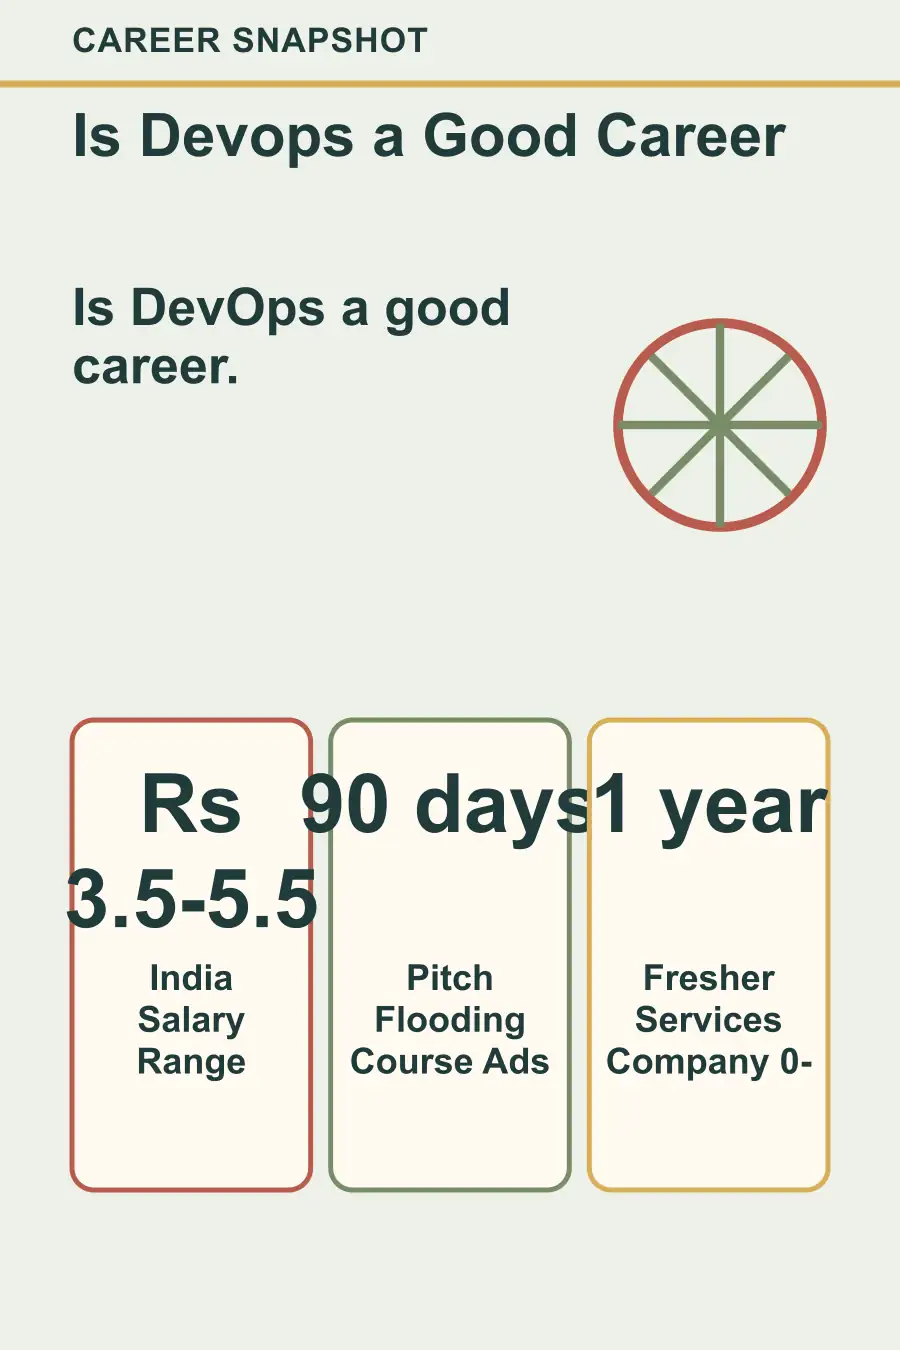 CAREER SNAPSHOT
Is Devops a Good Career
Is DevOps a good
career.
Rs
3.5-5.5
India
Salary
Range
90 days
Pitch
Flooding
Course Ads
1 year
Fresher
Services
Company 0-